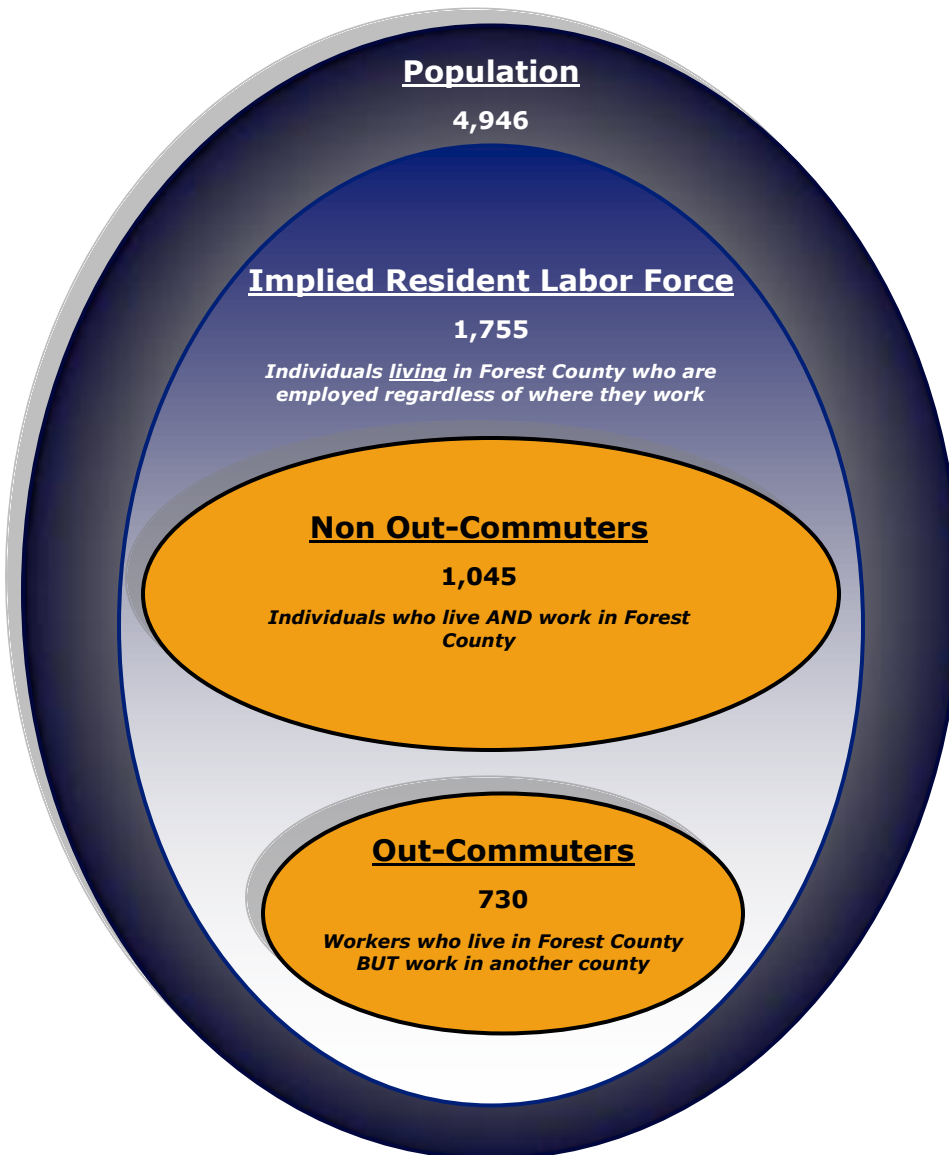 Population
4,946
Implied Resident Labor Force
1,755
Individuals living in Forest County who are
employed regardless of where they work
Non Out-Commuters
1,045
Individuals who live AND work in Forest
County
Out-Commuters
730
Workers who live in Forest County
BUT work in another county